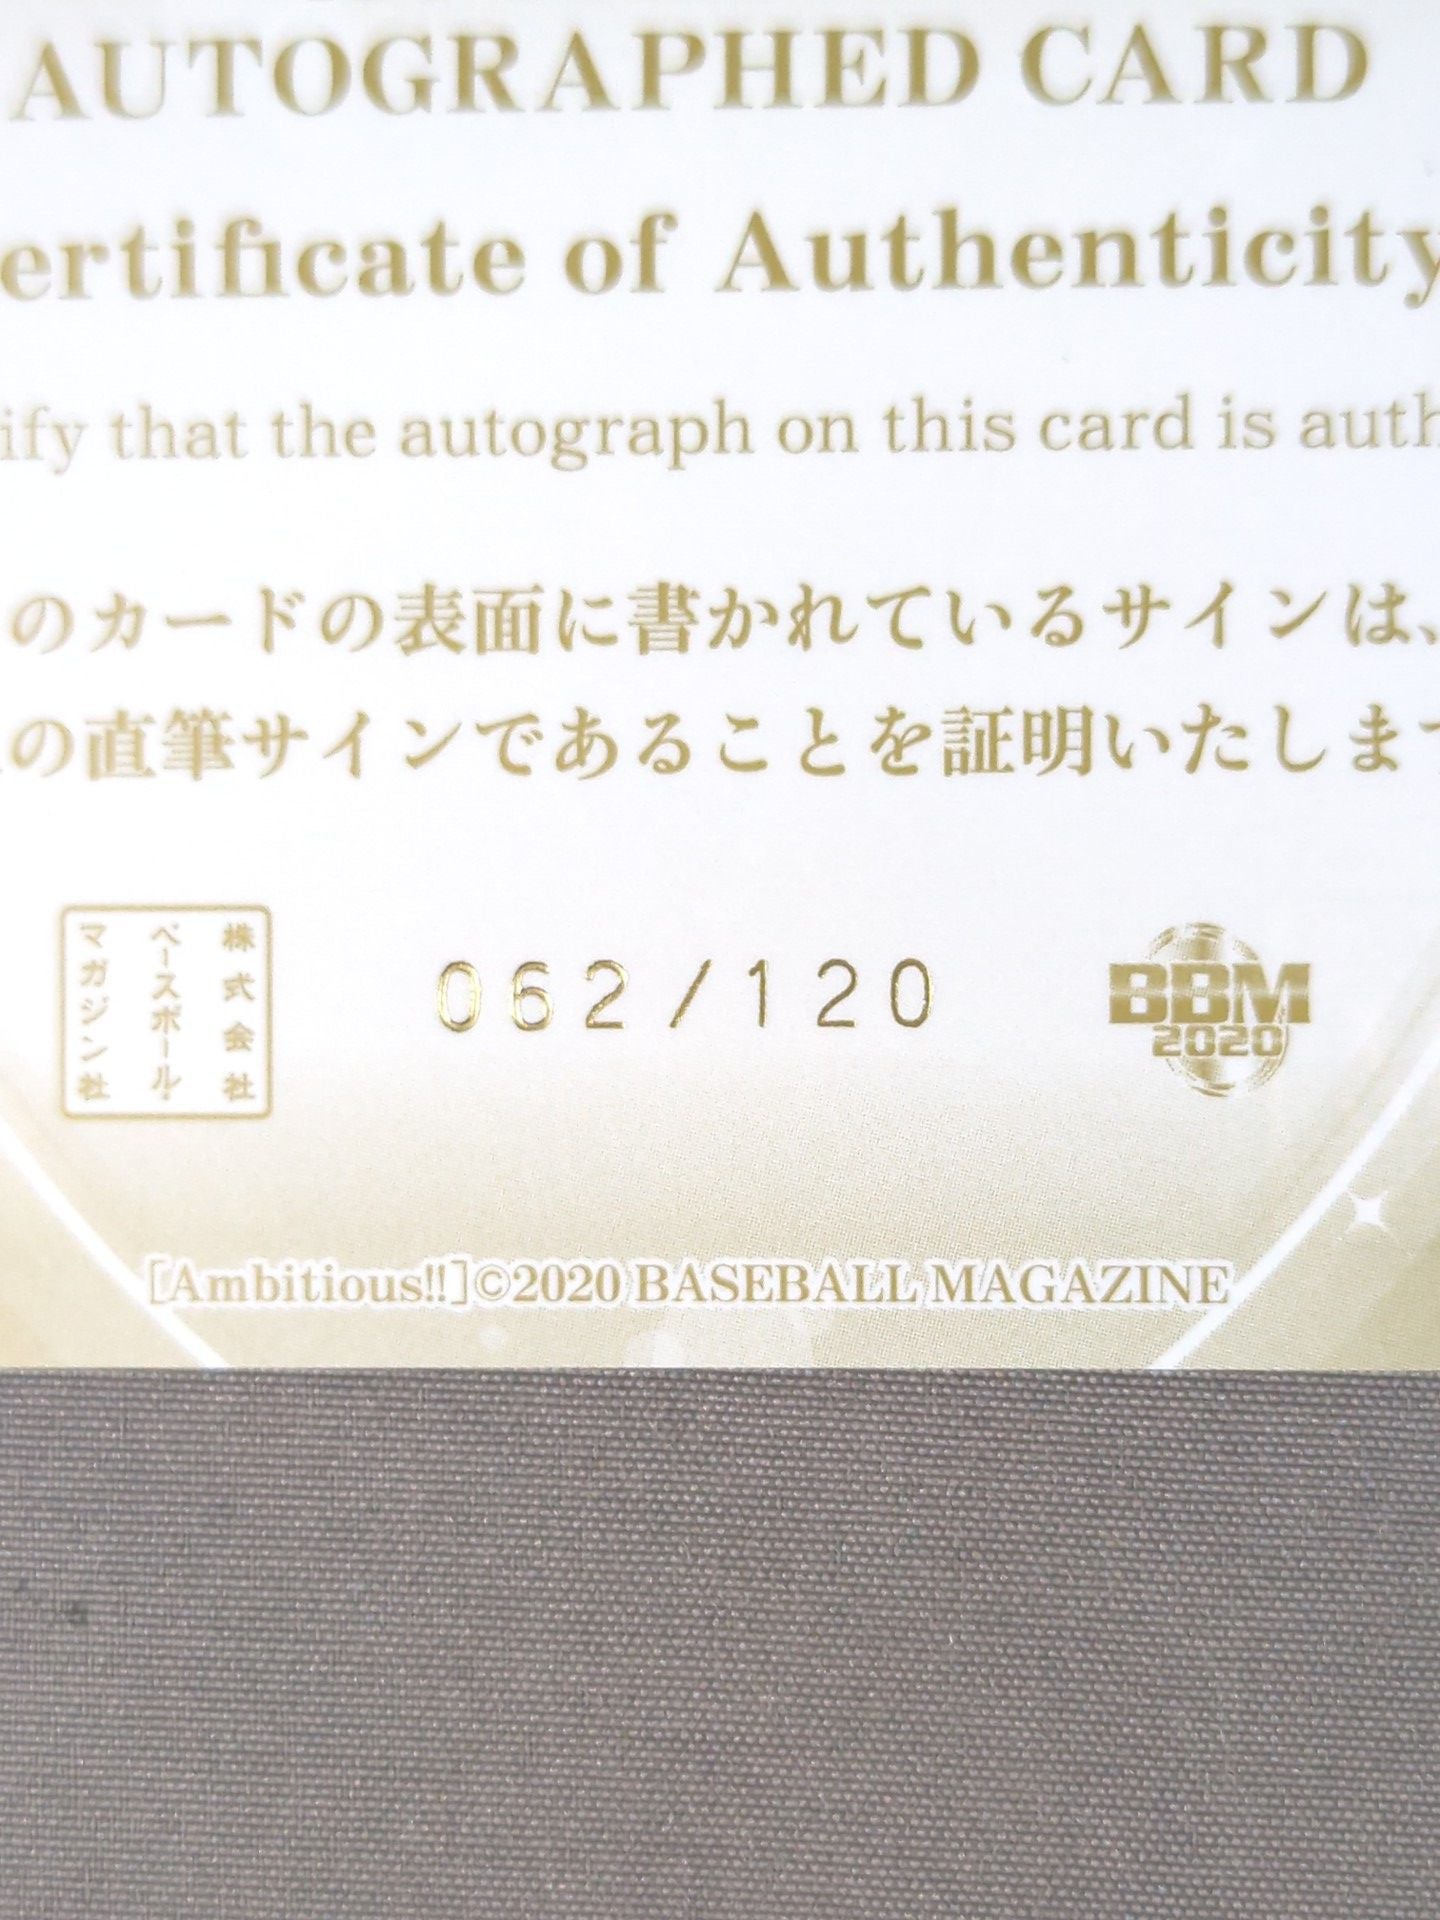 AUTOGRAPHED CARD
ertificate of Authenticity
ify that the autograph on this card is auth
のカードの表面に書かれているサインは、
の直筆サインであることを証明いたしま
株式会社
ベースボール・
マガジン社
062/120
BBM
2020
[Ambitious!!]©2020 BASEBALL MAGAZINE